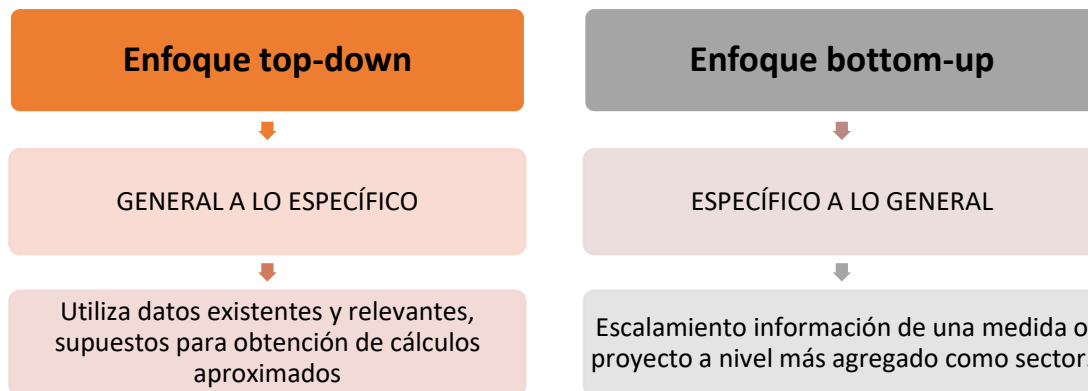 Enfoque top-down
GENERAL A LO ESPECÍFICO
Utiliza datos existentes y relevantes,
supuestos para obtención de cálculos
aproximados
Enfoque bottom-up
ESPECÍFICO A LO GENERAL
Escalamiento información de una medida o
proyecto a nivel más agregado como sector.